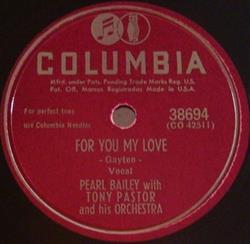 COLUMBIA
Mfrd. under Pats. Pending Trade Marks Reg. U. S.
Pat. Off. Marcas Registradas Made in U. S. A.
For perfect tone
use Columbia Needles
38694
(CO 42511)
FOR YOU MY LOVE
- Gayten -
Vocal
PEARL BAILEY with
TONY PASTOR
and his ORCHESTRA